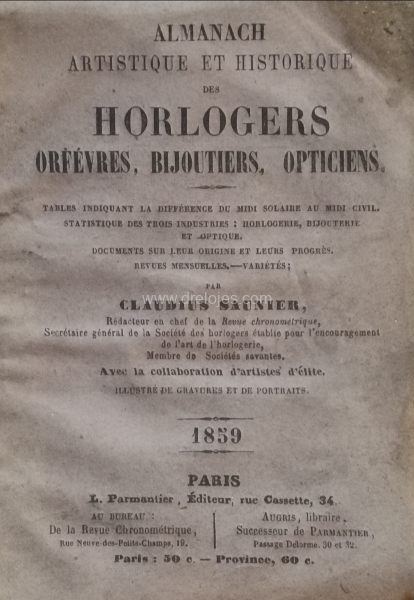 ALMANACH
ARTISTIQUE ET HISTORIQUE
DES
HORLOGERS
ORFÉVRES, BIJOUTIERS, OPTICIENS.
TABLES INDIQUANT LA DIFFÉRENCE DU MIDI SOLAIRE AU MIDI CIVIL.
STATISTIQUE DES TROIS INDUSTRIES : HORLOGERIE, BIJOUTERIE
ET OPTIQUE.
DOCUMENTS SUR LEUR ORIGINE ET LEURS PROGRÈS.
REVUES MENSUELLES.—VARIÉTÉS;
PAR
www.drelojes.com
CLAUDIUS SAUNIER,
Rédacteur en chef de la Revue chronométrique,
Secrétaire général de la Société des horlogers établie pour l'encouragement
de l'art de l'horlogerie,
Membre de Sociétés savantes.
Avec la collaboration d'artistes d'élite.
ILLUSTRÉ DE GRAVURES ET DE PORTRAITS.
1859
PARIS
L. Parmantier, Éditeur, rue Cassette, 34.
AU BUREAU :
De la Revue Chronométrique,
Rue Neuve-des-Petits-Champs, 19.
AUGRIS, libraire,
Successeur de PARMANTIER,
Passage Delorme. 30 et 32.
Paris : 50 c. — Province, 60 c.